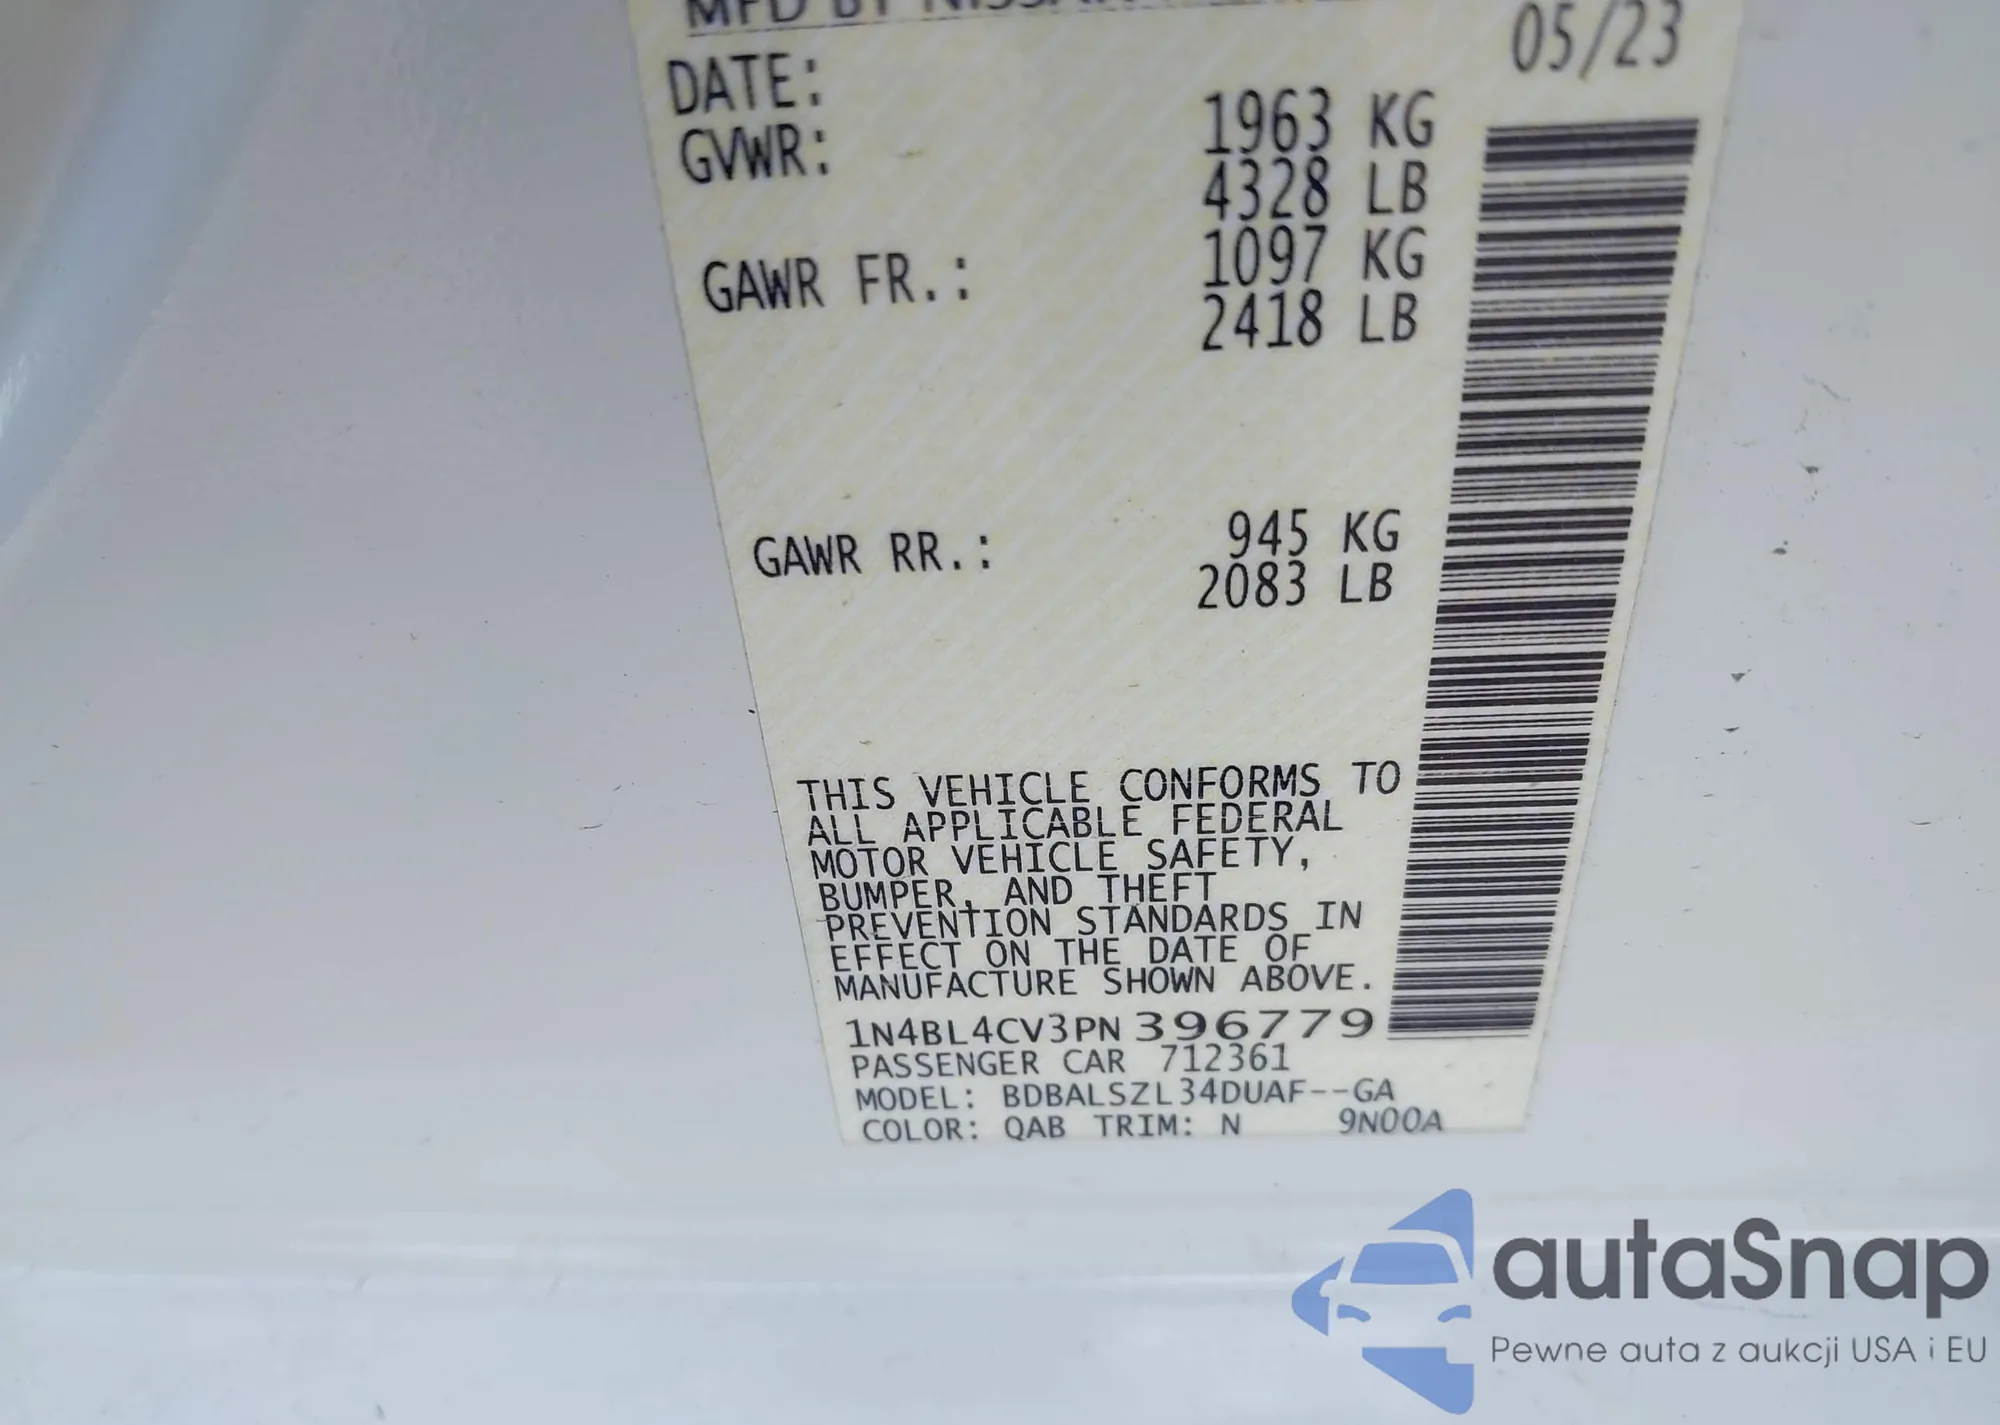 MFD BY NISSAN
DATE: 05/23
GVWR: 1963 KG
4328 LB
GAWR FR.: 1097 KG
2418 LB
GAWR RR.: 945 KG
2083 LB
THIS VEHICLE CONFORMS TO
ALL APPLICABLE FEDERAL
MOTOR VEHICLE SAFETY,
BUMPER, AND THEFT
PREVENTION STANDARDS IN
EFFECT ON THE DATE OF
MANUFACTURE SHOWN ABOVE.
1N4BL4CV3PN396779
PASSENGER CAR 712361
MODEL: BDBALSZL34DUAF--GA
COLOR: QAB TRIM: N 9N00A
autaSnap
Pewne auta z aukcji USA i EU